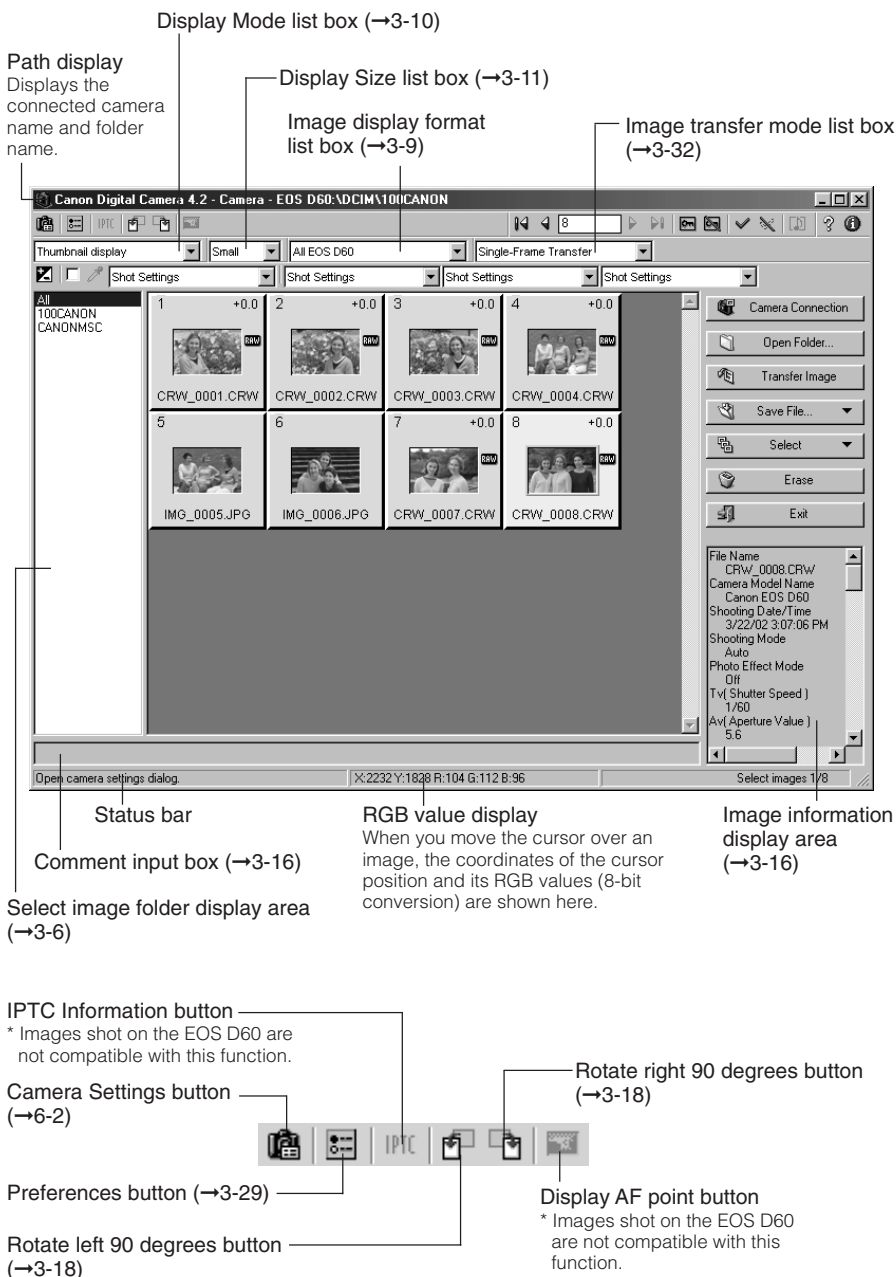 Display Mode list box (→3-10)
Path display
Displays the
connected camera
name and folder
name.
Display Size list box (→3-11)
Image display format
list box (→3-9)
Image transfer mode list box
(→3-32)
Canon Digital Camera 4.2 - Camera - EOS D60:\DCIM\100CANON
IPTC
8
Thumbnail display
Small
All EOS D60
Single-Frame Transfer
Shot Settings
Shot Settings
Shot Settings
Shot Settings
All
100CANON
CANONMSC
1 +0.0
RAW
CRW_0001.CRW
2 +0.0
RAW
CRW_0002.CRW
3 +0.0
RAW
CRW_0003.CRW
4 +0.0
RAW
CRW_0004.CRW
5
IMG_0005.JPG
6
IMG_0006.JPG
7 +0.0
RAW
CRW_0007.CRW
8 +0.0
RAW
CRW_0008.CRW
Camera Connection
Open Folder...
Transfer Image
Save File...
Select
Erase
Exit
File Name
CRW_0008.CRW
Camera Model Name
Canon EOS D60
Shooting Date/Time
3/22/02 3:07:06 PM
Shooting Mode
Auto
Photo Effect Mode
Off
Tv( Shutter Speed )
1/60
Av( Aperture Value )
5.6
Open camera settings dialog.
X:2232 Y:1828 R:104 G:112 B:96
Select images 1/8
Status bar
Comment input box (→3-16)
Select image folder display area
(→3-6)
RGB value display
When you move the cursor over an
image, the coordinates of the cursor
position and its RGB values (8-bit
conversion) are shown here.
Image information
display area
(→3-16)
IPTC Information button
* Images shot on the EOS D60 are
not compatible with this function.
Camera Settings button
(→6-2)
Rotate right 90 degrees button
(→3-18)
IPTC
Preferences button (→3-29)
Rotate left 90 degrees button
(→3-18)
Display AF point button
* Images shot on the EOS D60
are not compatible with this
function.